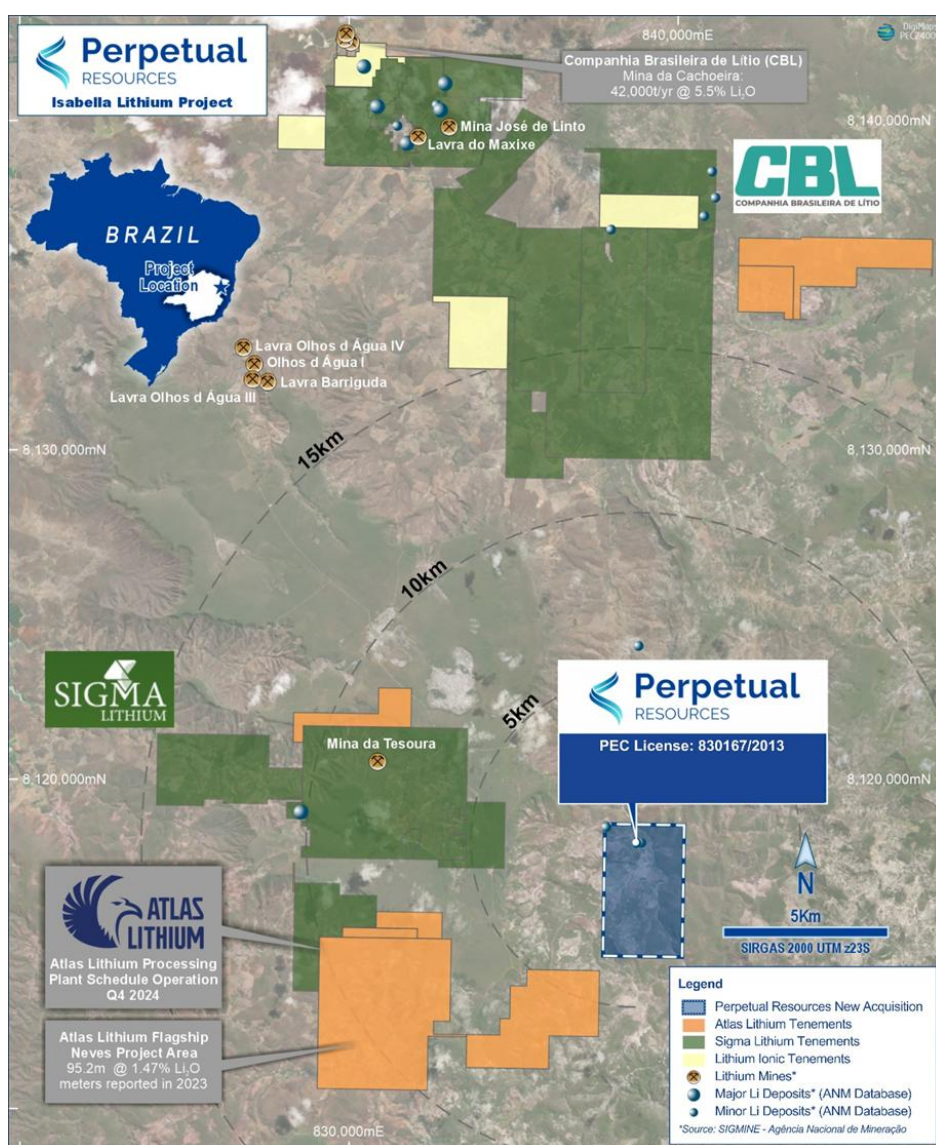 Perpetual
RESOURCES
Isabella Lithium Project
840,000mE
DigiMaps
Companhia Brasileira de Lítio (CBL)
Mina da Cachoeira:
42,000t/yr @ 5.5% Li₂O
8,140,000mN
Mina José de Linto
Lavra do Maxixe
CBL
COMPANHIA BRASILEIRA DE LÍTIO
BRAZIL
Project
Location
Lavra Olhos d Água IV
Olhos d Água I
Lavra Barriguda
Lavra Olhos d Água III
15km
8,130,000mN
8,130,000mN
10km
5km
SIGMA
LITHIUM
Perpetual
RESOURCES
PEC License: 830167/2013
Mina da Tesoura
8,120,000mN
8,120,000mN
N
5Km
SIRGAS 2000 UTM z23S
ATLAS
LITHIUM
Atlas Lithium Processing
Plant Schedule Operation
Q4 2024
Atlas Lithium Flagship
Neves Project Area
95.2m @ 1.47% Li₂O
meters reported in 2023
Legend
Perpetual Resources New Acquisition
Atlas Lithium Tenements
Sigma Lithium Tenements
Lithium Ionic Tenements
Lithium Mines*
Major Li Deposits* (ANM Database)
Minor Li Deposits* (ANM Database)
*Source: SIGMINE - Agência Nacional de Mineração
830,000mE